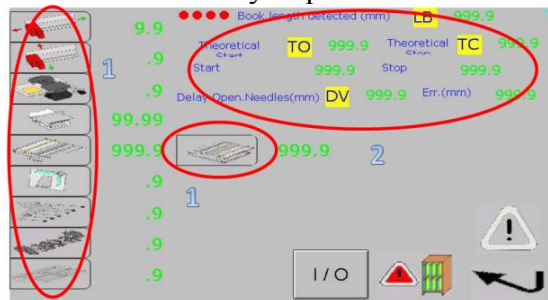 9.9 Book length detected (mm) LB 999.9
Theoretical Start TO 999.9 Theoretical Stop TC 999.9
.9
1
Start 999.9 Stop 999.9
.9
Delay Open.Needles(mm) DV 999.9 Err.(mm) 999.9
99.99
999.9 999.9
2
.9
1
.9
.9
.9
I / O